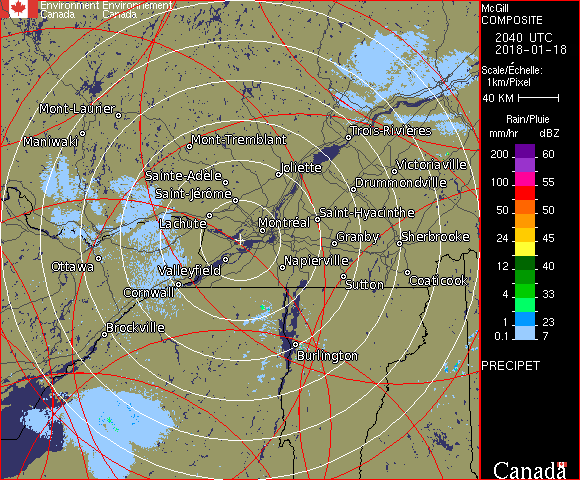 Environment Environnement
Canada Canada
Mont-Laurier
Maniwaki
Mont-Tremblant
Trois-Rivières
Sainte-Adèle
Joliette
Victoriaville
Saint-Jérôme
Drummondville
Lachute
Montréal
Saint-Hyacinthe
Granby
Sherbrooke
Ottawa
Valleyfield
Napierville
Cornwall
Sutton
Coaticook
Brockville
Burlington
McGill
COMPOSITE
2040 UTC
2018-01-18
Scale/Échelle:
1km/Pixel
40 KM
Rain/Pluie
mm/hr dBZ
200 60
100 55
80 55
50 50
24 45
12 40
4 33
1 23
0.1 7
PRECIPET
Canada